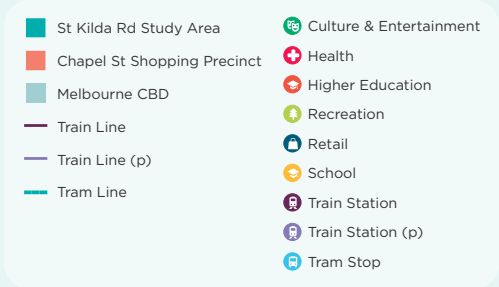 St Kilda Rd Study Area
Chapel St Shopping Precinct
Melbourne CBD
Train Line
Train Line (p)
Tram Line
Culture & Entertainment
Health
Higher Education
Recreation
Retail
School
Train Station
Train Station (p)
Tram Stop